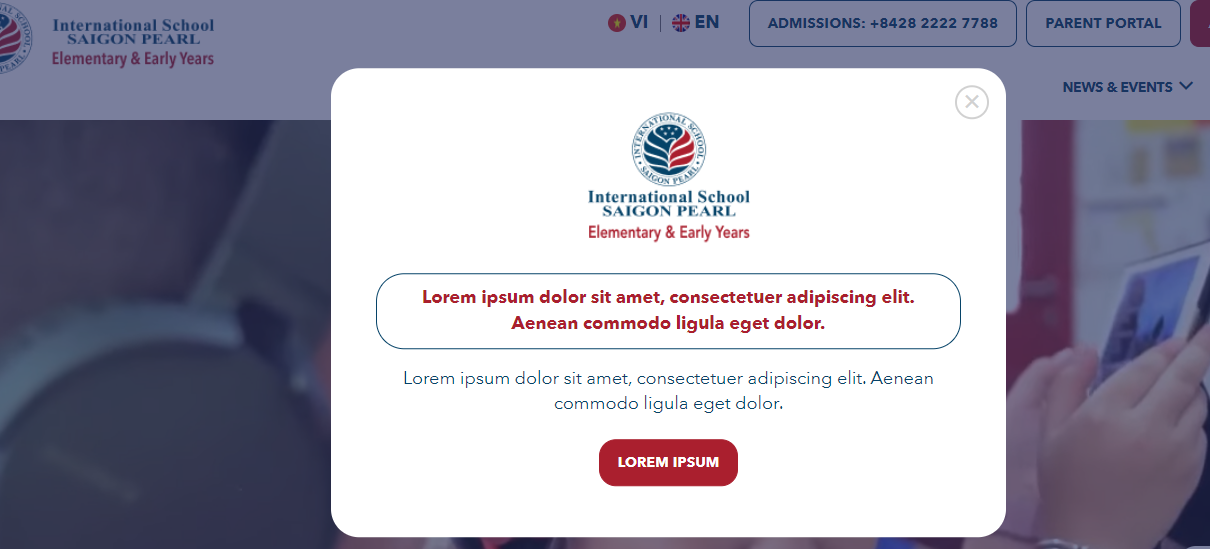 International School
SAIGON PEARL
Elementary & Early Years
VI | EN
ADMISSIONS: +8428 2222 7788
PARENT PORTAL
NEWS & EVENTS
INTERNATIONAL SCHOOL
SAIGON PEARL
International School
SAIGON PEARL
Elementary & Early Years
Lorem ipsum dolor sit amet, consectetuer adipiscing elit.
Aenean commodo ligula eget dolor.
Lorem ipsum dolor sit amet, consectetuer adipiscing elit. Aenean
commodo ligula eget dolor.
LOREM IPSUM